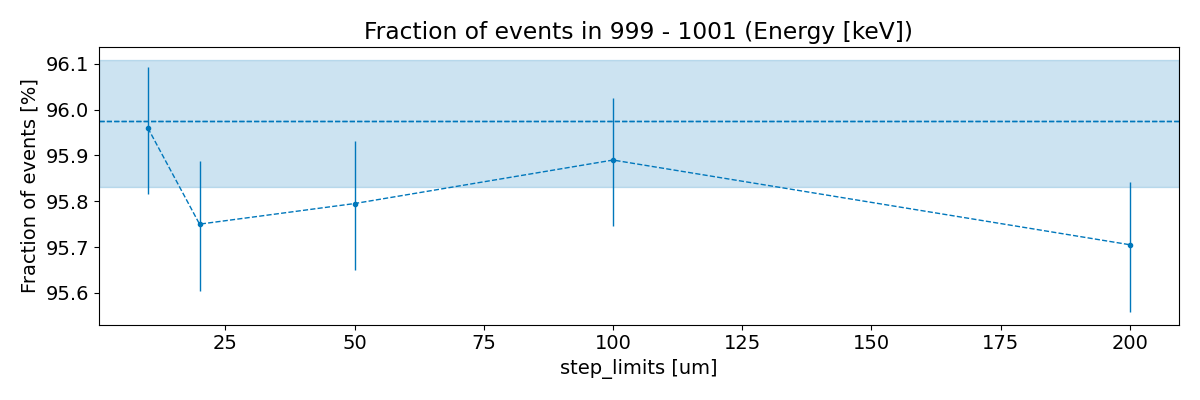 Fraction of events in 999 - 1001 (Energy [keV])
Fraction of events [%]
96.1
96.0
95.9
95.8
95.7
95.6
25 50 75 100 125 150 175 200
step_limits [um]